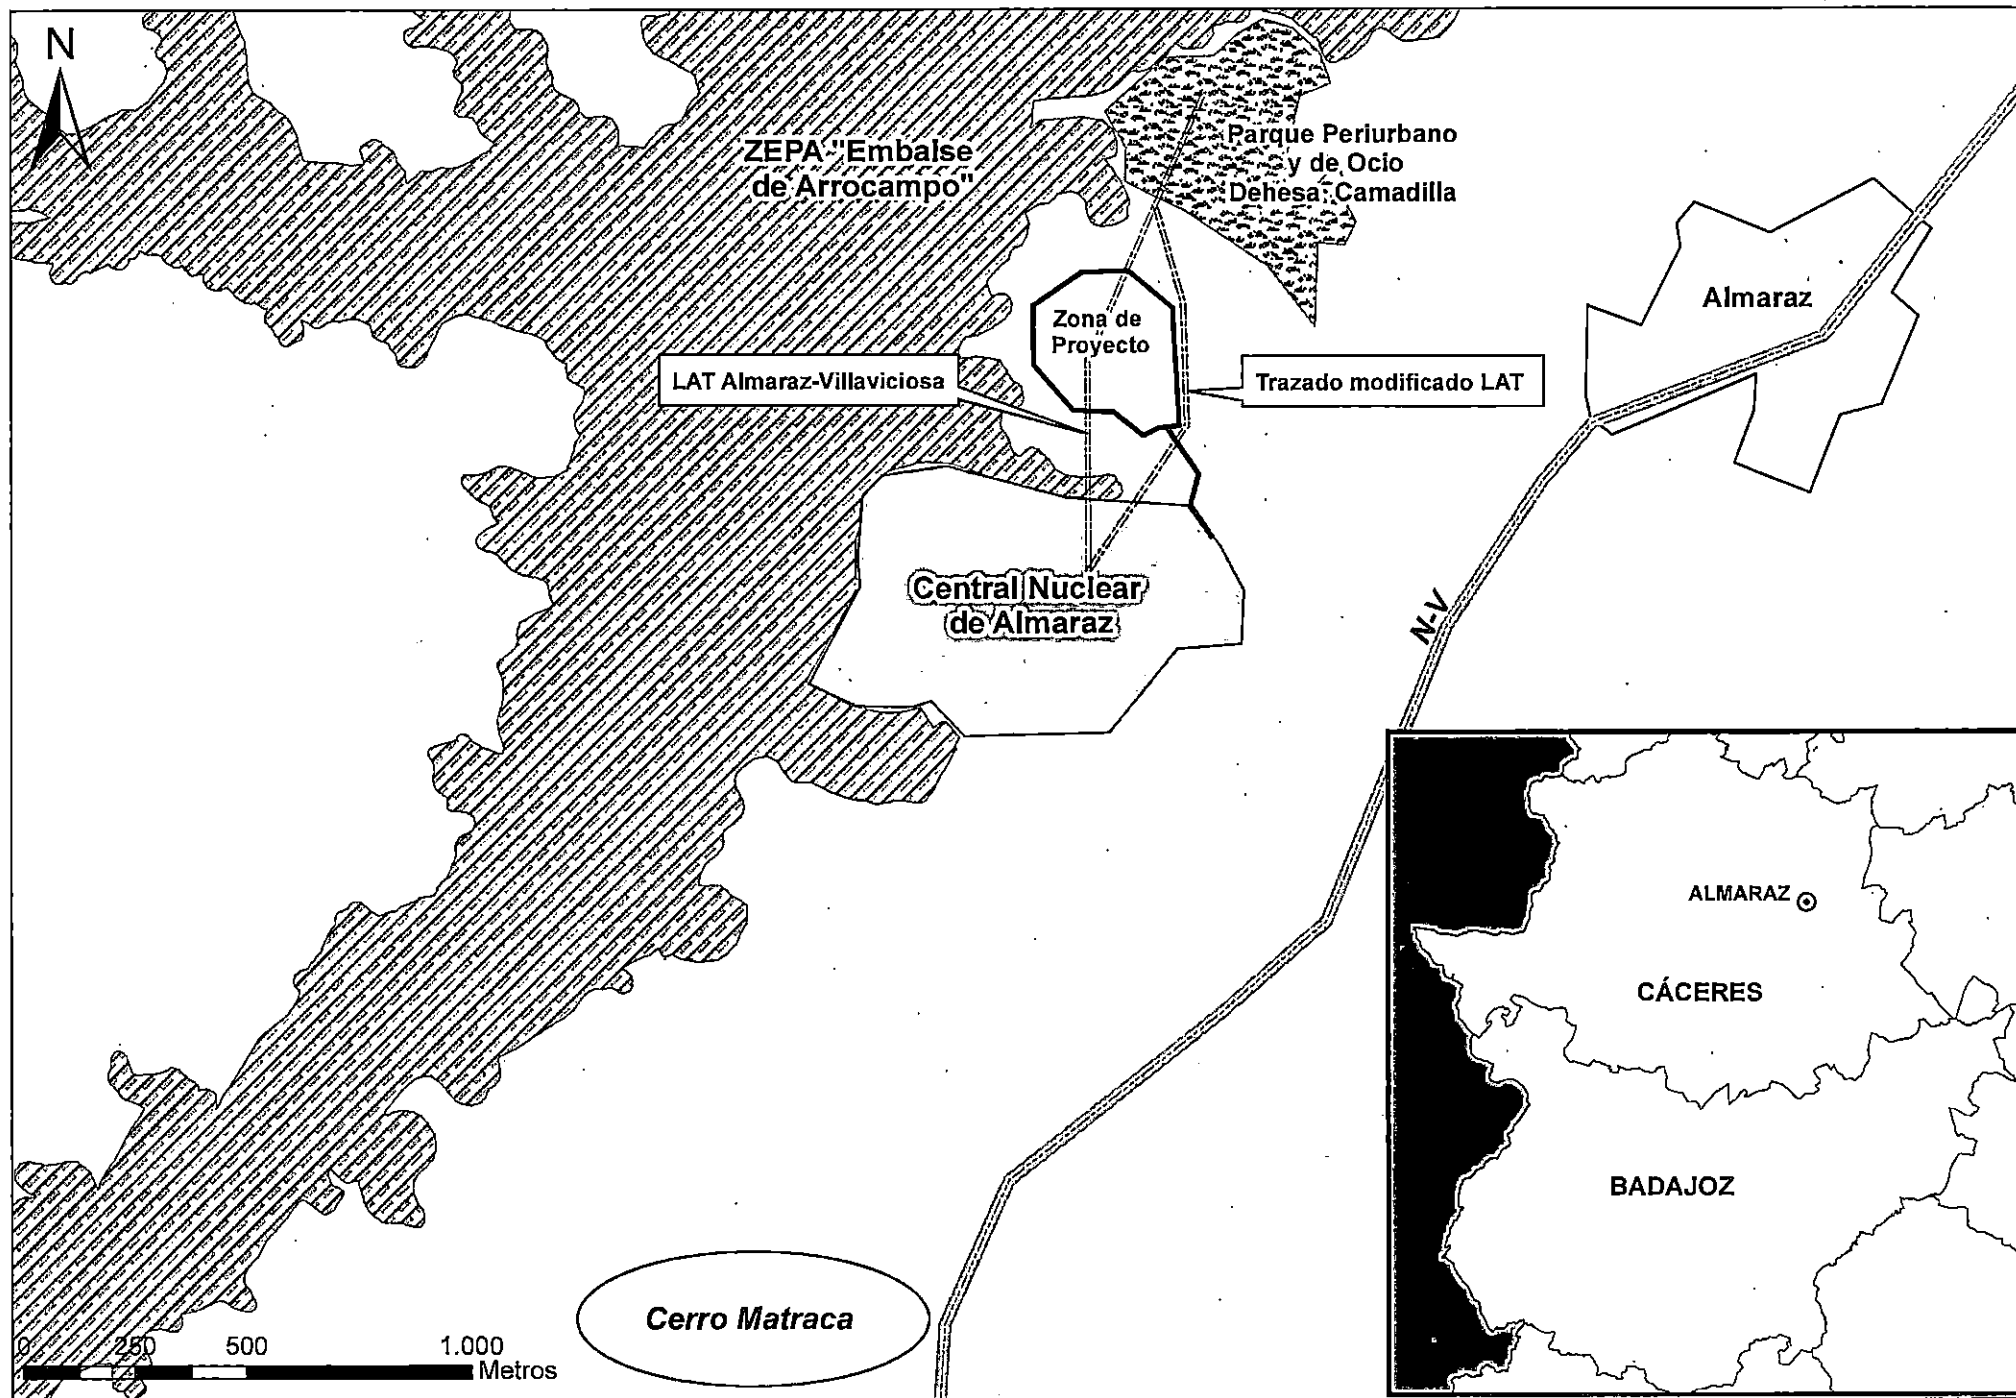 N
ZEPA "Embalse
de Arrocampo"
Parque Periurbano
y de Ocio
Dehesa Camadilla
Almaraz
Zona de
Proyecto
LAT Almaraz-Villaviciosa
Trazado modificado LAT
Central Nuclear
de Almaraz
N-V
ALMARAZ
CÁCERES
BADAJOZ
Cerro Matraca
0 250 500 1.000
Metros